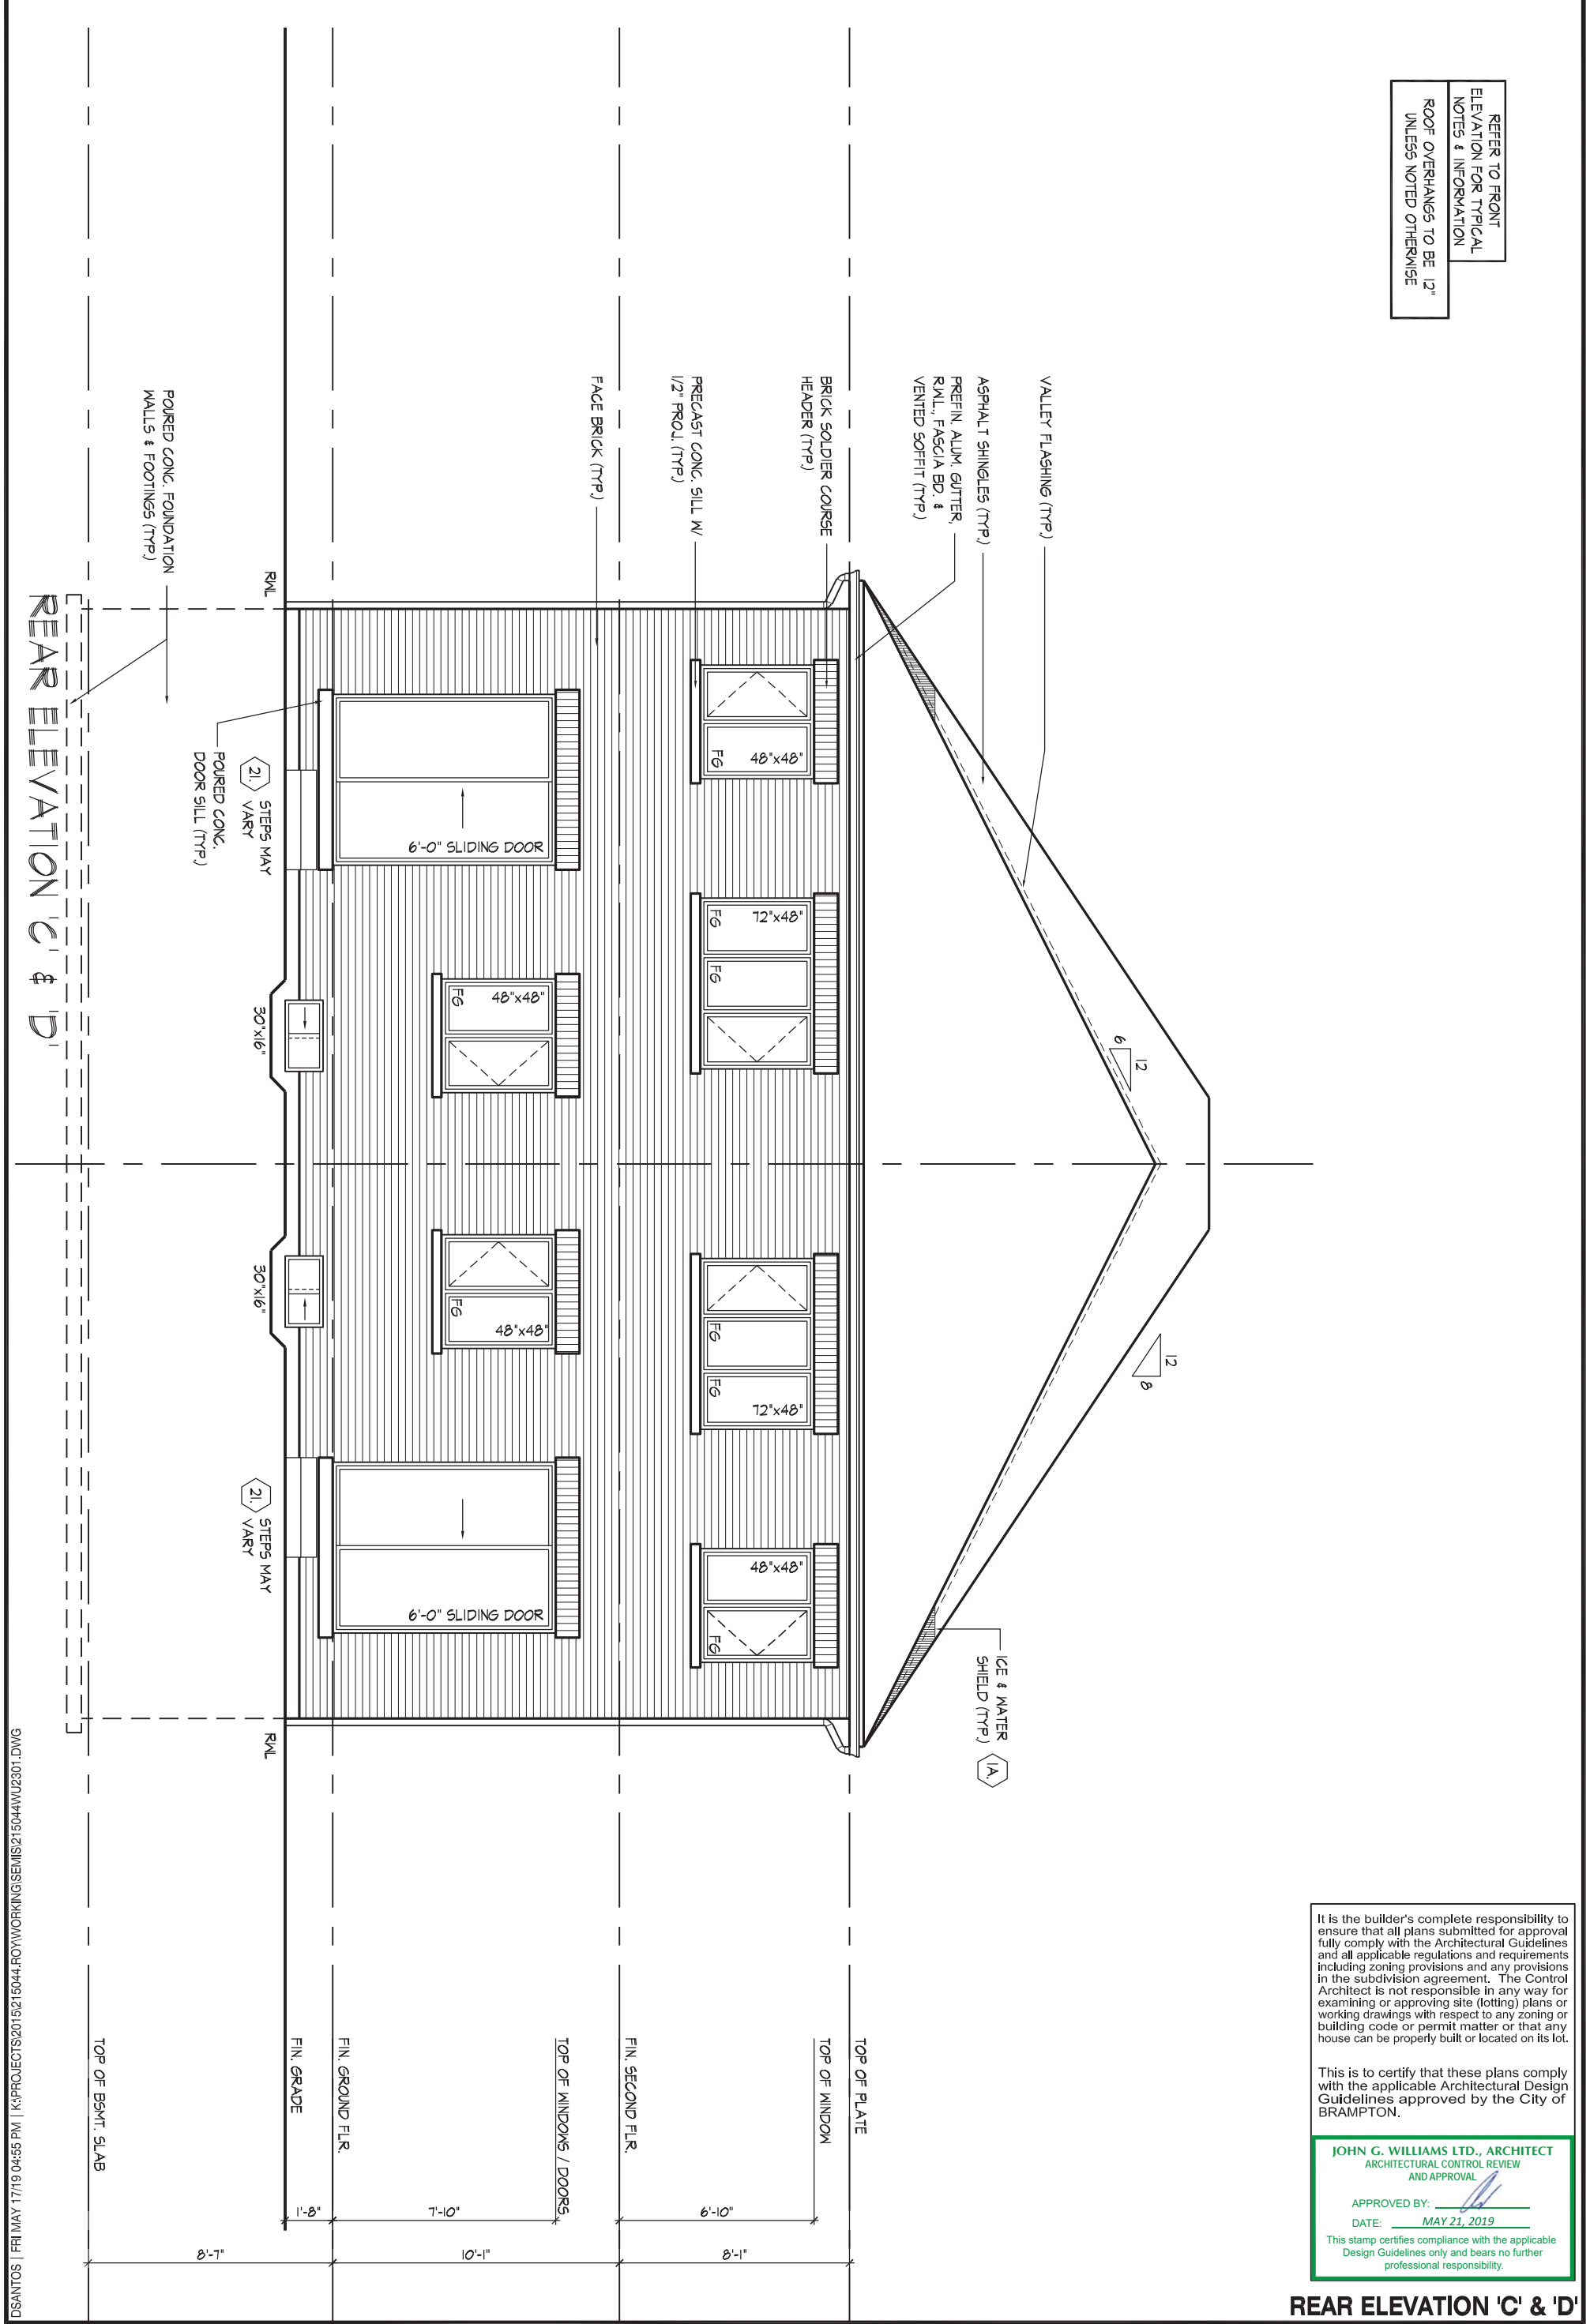 REFER TO FRONT
ELEVATION FOR TYPICAL
NOTES & INFORMATION
ROOF OVERHANGS TO BE 12"
UNLESS NOTED OTHERWISE
VALLEY FLASHING (TYP.)
ASPHALT SHINGLES (TYP.)
PREFIN. ALUM. GUTTER,
R.W.L., FASCIA BD. &
VENTED SOFFIT (TYP.)
BRICK SOLDIER COURSE
HEADER (TYP.)
PRECAST CONC. SILL W/
1/2" PROJ. (TYP.)
FACE BRICK (TYP.)
POURED CONC. FOUNDATION
WALLS & FOOTINGS (TYP.)
12
6
12
8
ICE & WATER
SHIELD (TYP.)
1A.
48"x48"
FG
72"x48"
FG
FG
72"x48"
FG
FG
48"x48"
FG
6'-0" SLIDING DOOR
48"x48"
FG
48"x48"
FG
6'-0" SLIDING DOOR
RWL
RWL
POURED CONC.
DOOR SILL (TYP.)
21.
STEPS MAY
VARY
30"x16"
30"x16"
21.
STEPS MAY
VARY
TOP OF PLATE
TOP OF WINDOW
FIN. SECOND FLR.
TOP OF WINDOWS / DOORS
FIN. GROUND FLR.
FIN. GRADE
TOP OF BSMT. SLAB
6'-10"
7'-10"
1'-8"
8'-1"
10'-1"
8'-7"
REAR ELEVATION 'C' & 'D'
DSANTOS | FRI MAY 17/19 04:55 PM | K:\PROJECTS\2015\215044.ROY\WORKING\SEMIS\215044WU2301.DWG
It is the builder's complete responsibility to
ensure that all plans submitted for approval
fully comply with the Architectural Guidelines
and all applicable regulations and requirements
including zoning provisions and any provisions
in the subdivision agreement. The Control
Architect is not responsible in any way for
examining or approving site (lotting) plans or
working drawings with respect to any zoning or
building code or permit matter or that any
house can be properly built or located on its lot.
This is to certify that these plans comply
with the applicable Architectural Design
Guidelines approved by the City of
BRAMPTON.
JOHN G. WILLIAMS LTD., ARCHITECT
ARCHITECTURAL CONTROL REVIEW
AND APPROVAL
APPROVED BY:
DATE: MAY 21, 2019
This stamp certifies compliance with the applicable
Design Guidelines only and bears no further
professional responsibility.
REAR ELEVATION 'C' & 'D'